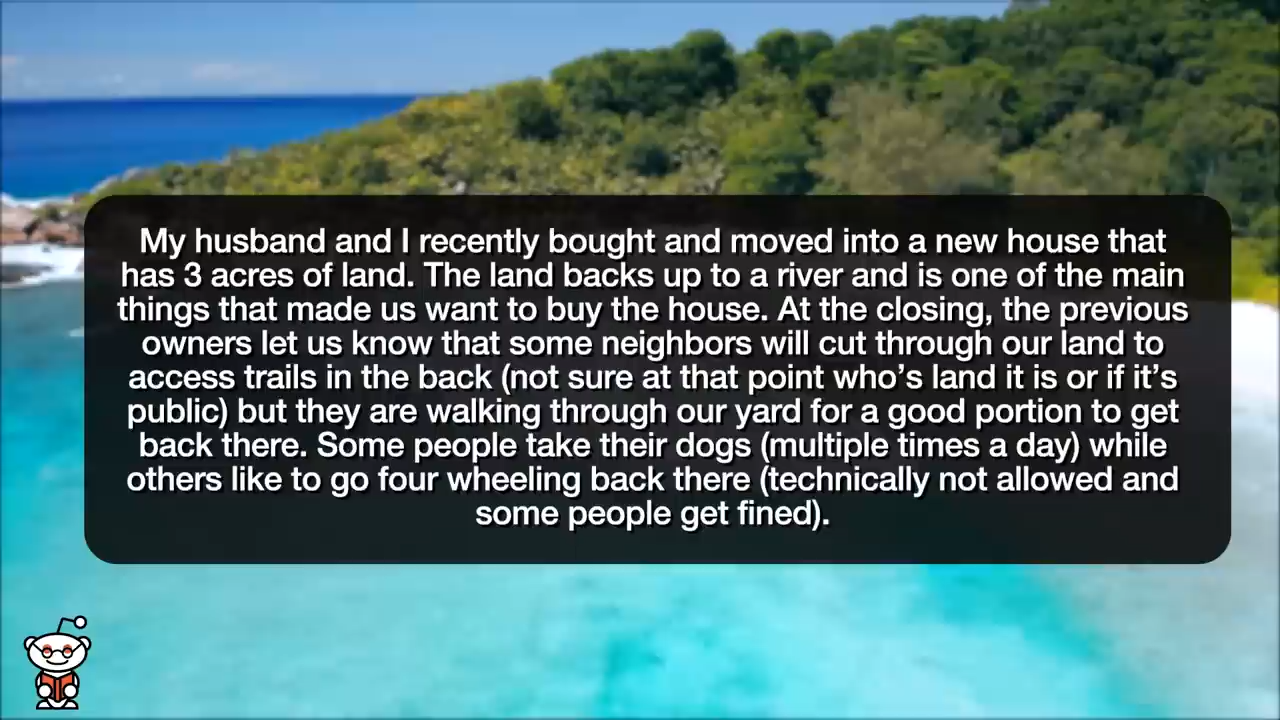 My husband and I recently bought and moved into a new house that
has 3 acres of land. The land backs up to a river and is one of the main
things that made us want to buy the house. At the closing, the previous
owners let us know that some neighbors will cut through our land to
access trails in the back (not sure at that point who’s land it is or if it’s
public) but they are walking through our yard for a good portion to get
back there. Some people take their dogs (multiple times a day) while
others like to go four wheeling back there (technically not allowed and
some people get fined).